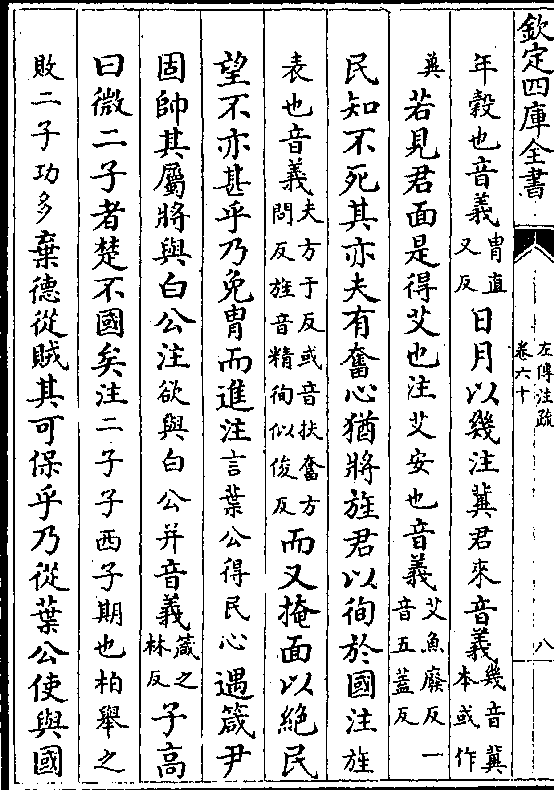 欽定四庫全書
左傳注疏
卷六十
八
年穀也音義胄直又反日月以幾注冀君來音義幾音冀本或作
冀若見君面是得艾也注艾安也音義艾魚廢反一音五蓋反
民知不死其亦夫有奮心猶將旌君以徇於國注旌
表也音義夫方于反或音扶奮方問反旌音精徇似俊反而又掩面以絶民
望不亦甚乎乃免胄而進注言葉公得民心遇箴尹
固帥其屬將與白公注欲與白公并音義箴之林反子高
曰微二子者楚不國矣注二子子西子期也柏舉之
敗二子功多棄德從賊其可保乎乃從葉公使與國